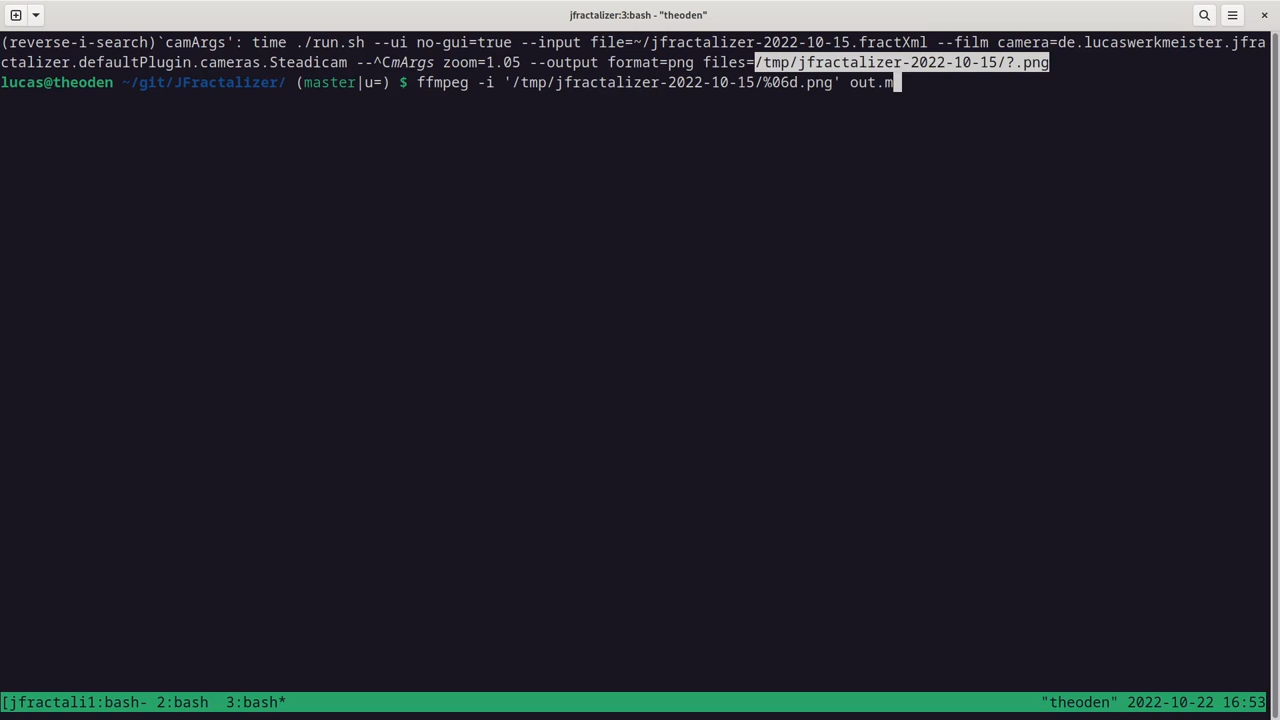 jfractalizer:3:bash - "theoden"
(reverse-i-search)`camArgs': time ./run.sh --ui no-gui=true --input file=~/jfractalizer-2022-10-15.fractXml --film camera=de.lucaswerkmeister.jfra
ctalizer.defaultPlugin.cameras.Steadicam --^CmArgs zoom=1.05 --output format=png files=/tmp/jfractalizer-2022-10-15/?.png
lucas@theoden ~/git/JFractalizer/ (master|u=) $ ffmpeg -i '/tmp/jfractalizer-2022-10-15/%06d.png' out.m
[jfractali1:bash- 2:bash  3:bash* "theoden" 2022-10-22 16:53